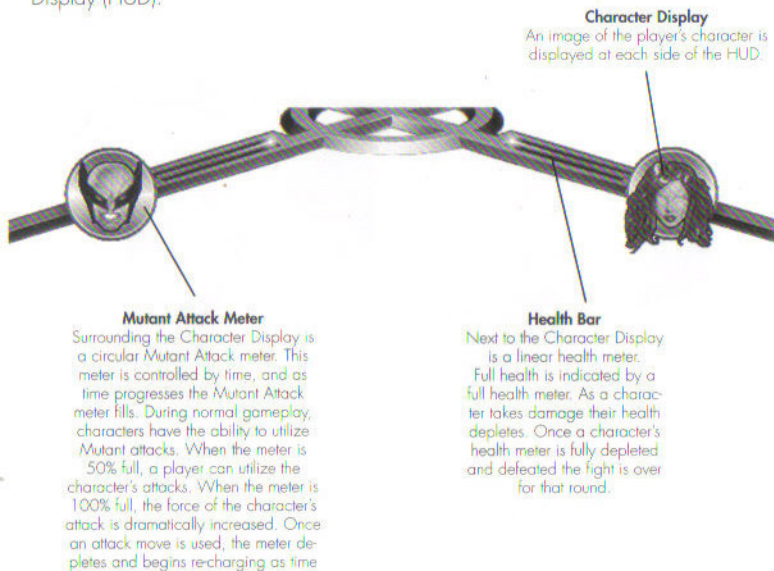 Display (HUD).
Character Display
An image of the player's character is
displayed at each side of the HUD.
Mutant Attack Meter
Surrounding the Character Display is
a circular Mutant Attack meter. This
meter is controlled by time, and as
time progresses the Mutant Attack
meter fills. During normal gameplay,
characters have the ability to utilize
Mutant attacks. When the meter is
50% full, a player can utilize the
character's attacks. When the meter is
100% full, the force of the character's
attack is dramatically increased. Once
an attack move is used, the meter de-
pletes and begins re-charging as time
Health Bar
Next to the Character Display
is a linear health meter.
Full health is indicated by a
full health meter. As a charac-
ter takes damage their health
depletes. Once a character's
health meter is fully depleted
and defeated the fight is over
for that round.